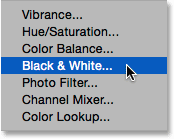 Vibrance...
Hue/Saturation...
Color Balance...
Black & White...
Photo Filter...
Channel Mixer...
Color Lookup...